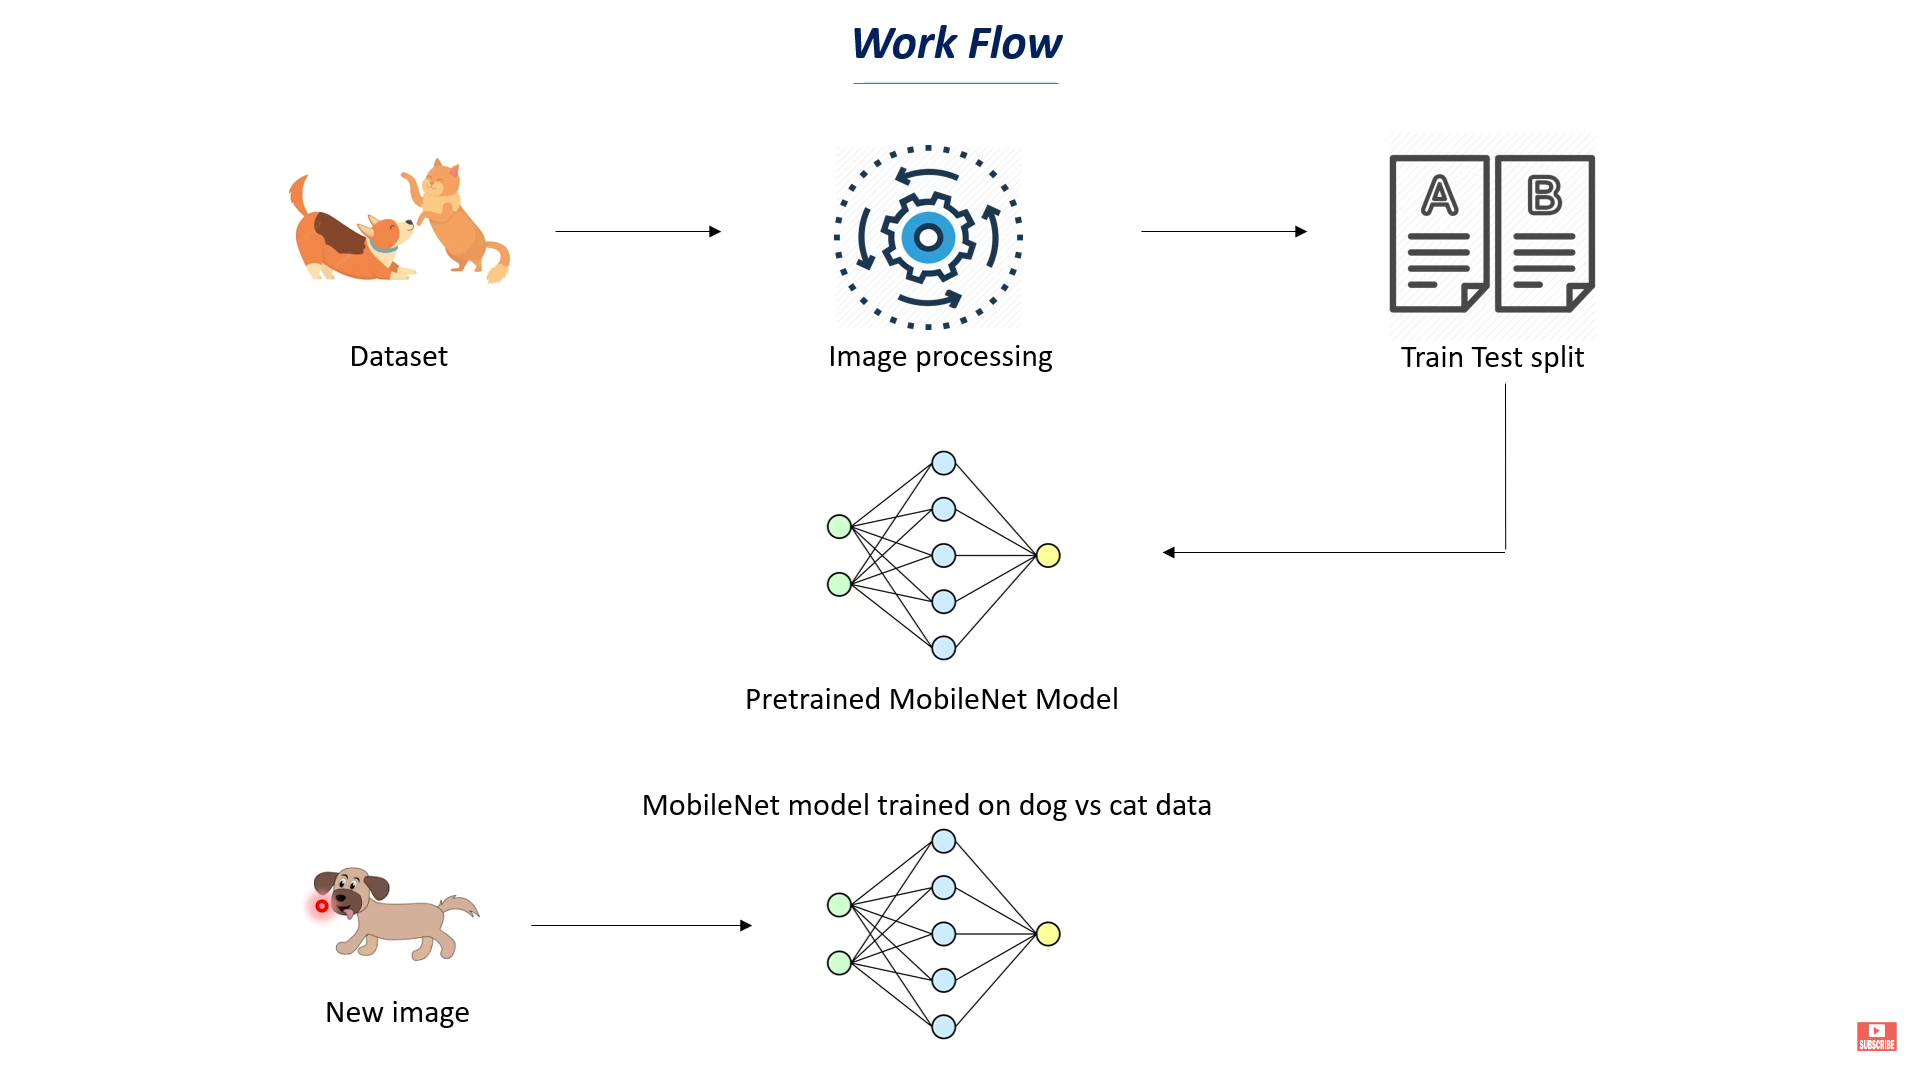 Work Flow
A B
Dataset
Image processing
Train Test split
Pretrained MobileNet Model
MobileNet model trained on dog vs cat data
New image
SUBSCRIBE